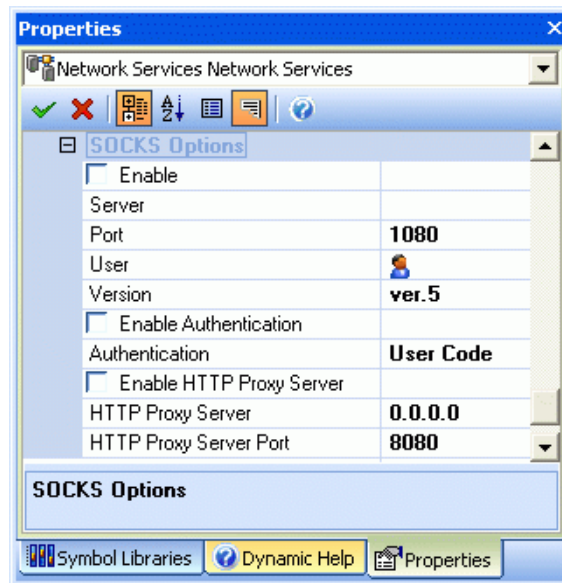 Properties
Network Services Network Services
SOCKS Options
Enable
Server
Port 1080
User
Version ver.5
Enable Authentication
Authentication User Code
Enable HTTP Proxy Server
HTTP Proxy Server 0.0.0.0
HTTP Proxy Server Port 8080
SOCKS Options
Symbol Libraries Dynamic Help Properties